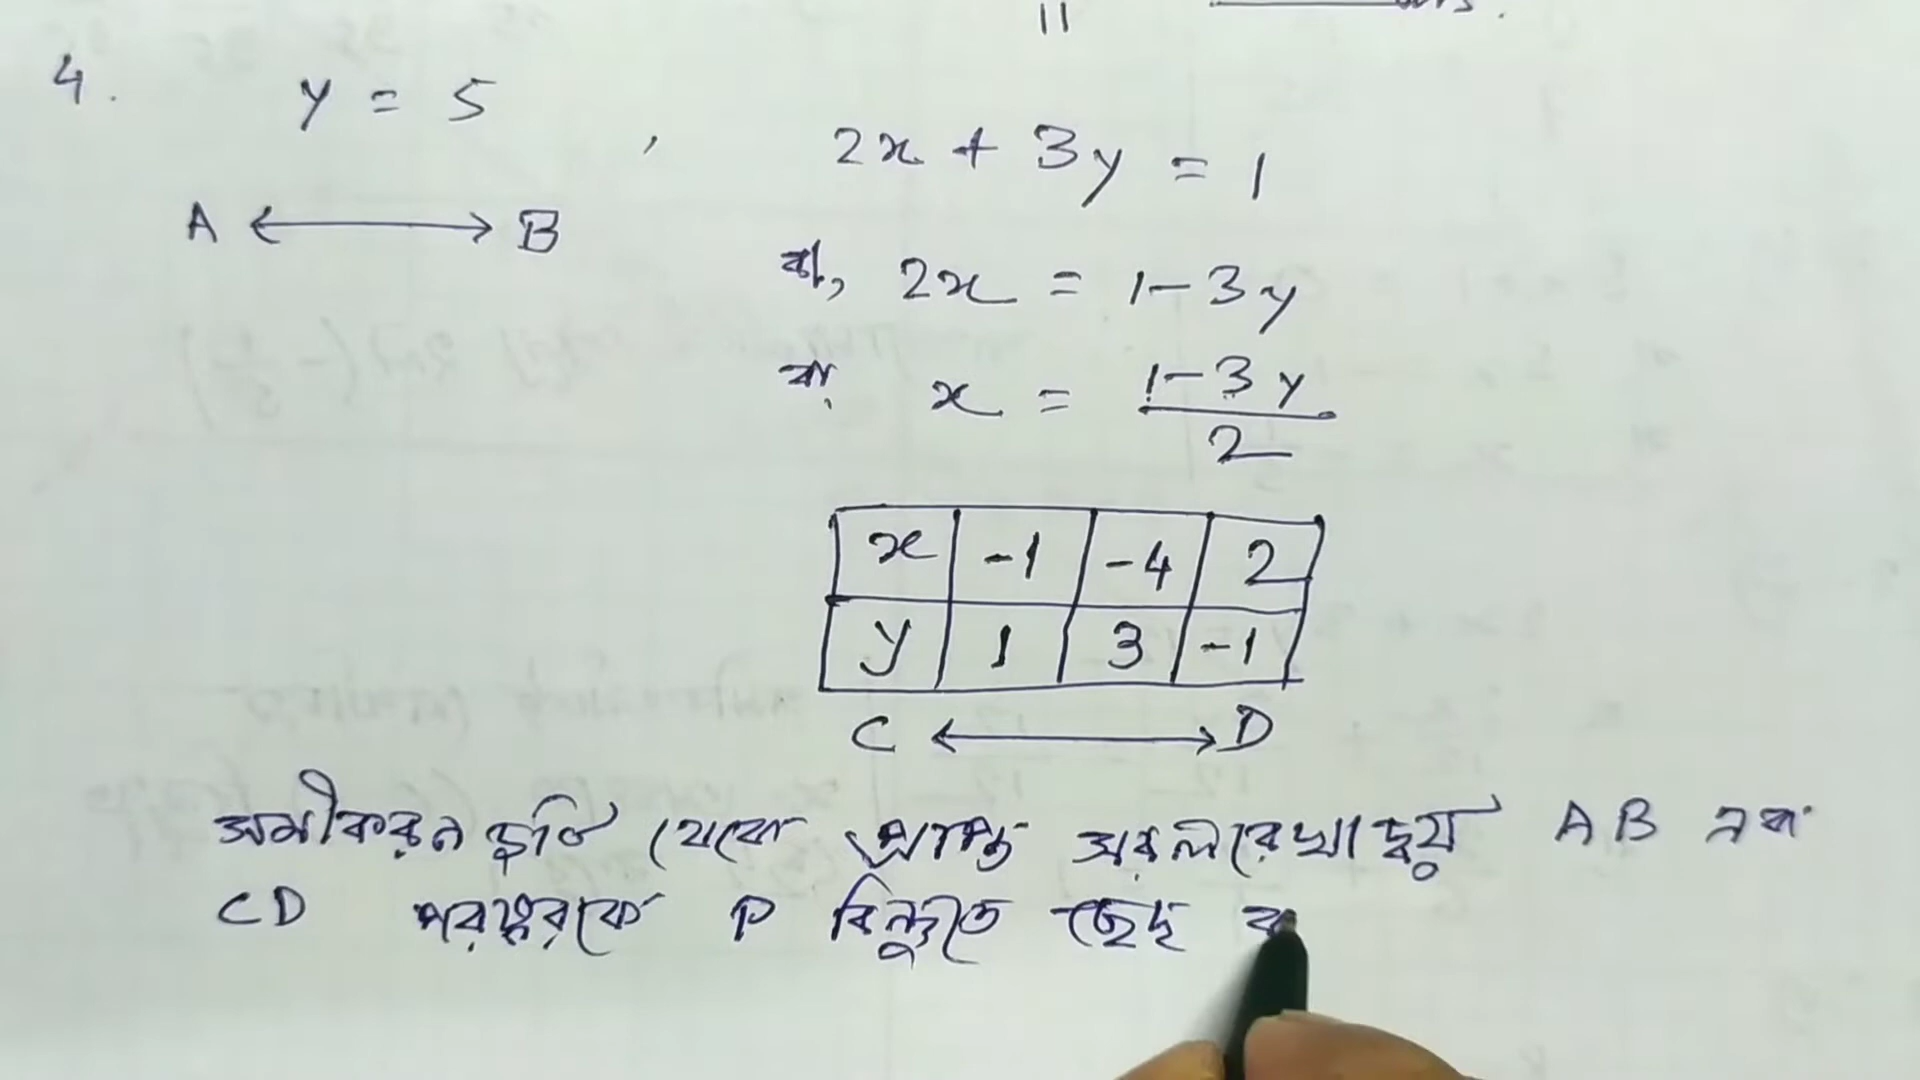 4. y = 5 , 2x + 3y = 1
A ↔ B
বা, 2x = 1 - 3y
বা, x = (1 - 3y)/2
x -1 -4 2
y 1 3 -1
C ↔ D
সমীকরন দুটি থেকে প্রাপ্ত সরলরেখাদ্বয় AB এবং
CD পরস্পরকে P বিন্দুতে ছেদ ক